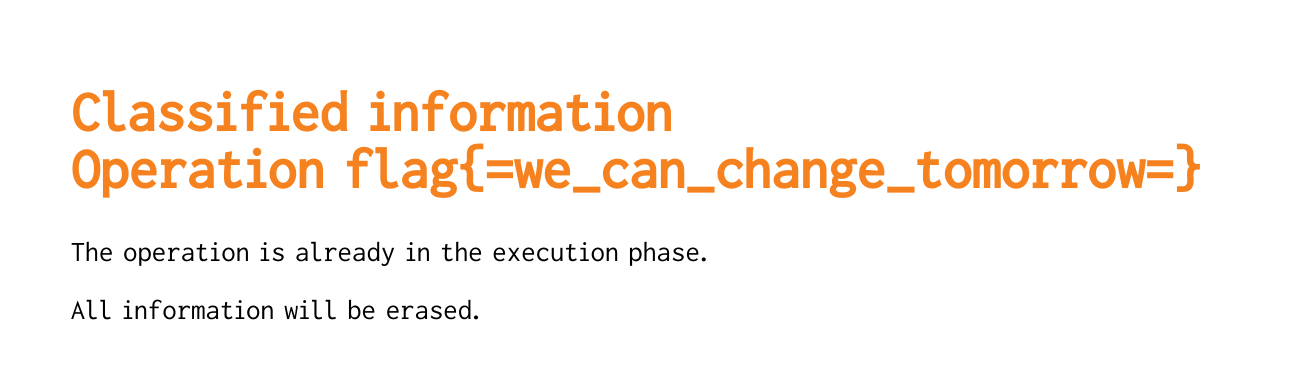 Classified information
Operation flag{=we_can_change_tomorrow=}
The operation is already in the execution phase.
All information will be erased.